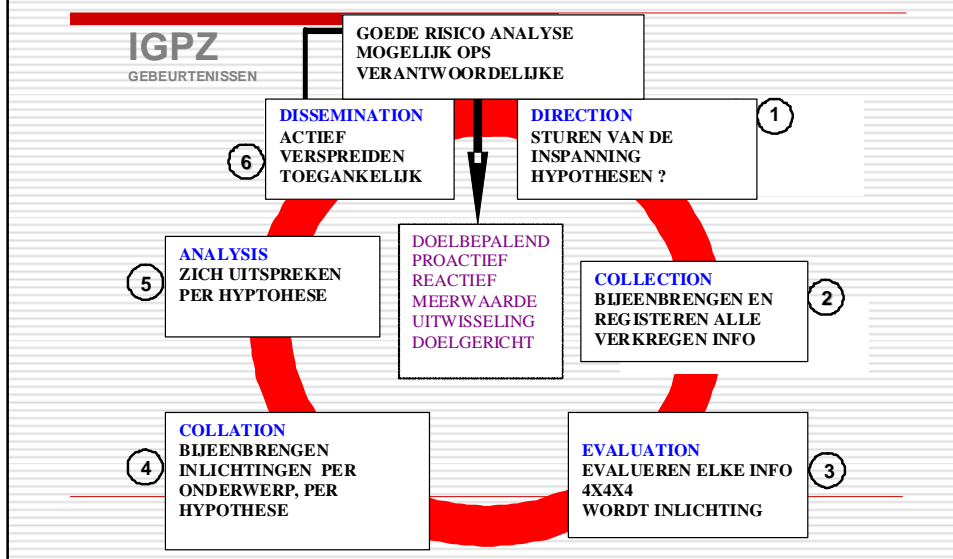 IGPZ
GEBEURTENISSEN
GOEDE RISICO ANALYSE
MOGELIJK OPS
VERANTWOORDELIJKE
DISSEMINATION
ACTIEF
VERSPREIDEN
TOEGANKELIJK
6
DIRECTION
STUREN VAN DE
INSPANNING
HYPOTHESEN ?
1
ANALYSIS
ZICH UITSPREKEN
PER HYPTOHESE
5
DOELBEPALEND
PROACTIEF
REACTIEF
MEERWAARDE
UITWISSELING
DOELGERICHT
COLLECTION
BIJEENBRENGEN EN
REGISTEREN ALLE
VERKREGEN INFO
2
COLLATION
BIJEENBRENGEN
INLICHTINGEN PER
ONDERWERP, PER
HYPOTHESE
4
EVALUATION
EVALUEREN ELKE INFO
4X4X4
WORDT INLICHTING
3